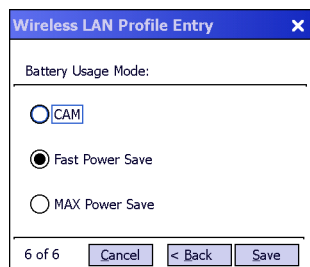 Wireless LAN Profile Entry X
Battery Usage Mode:
CAM
Fast Power Save
MAX Power Save
6 of 6 Cancel < Back Save